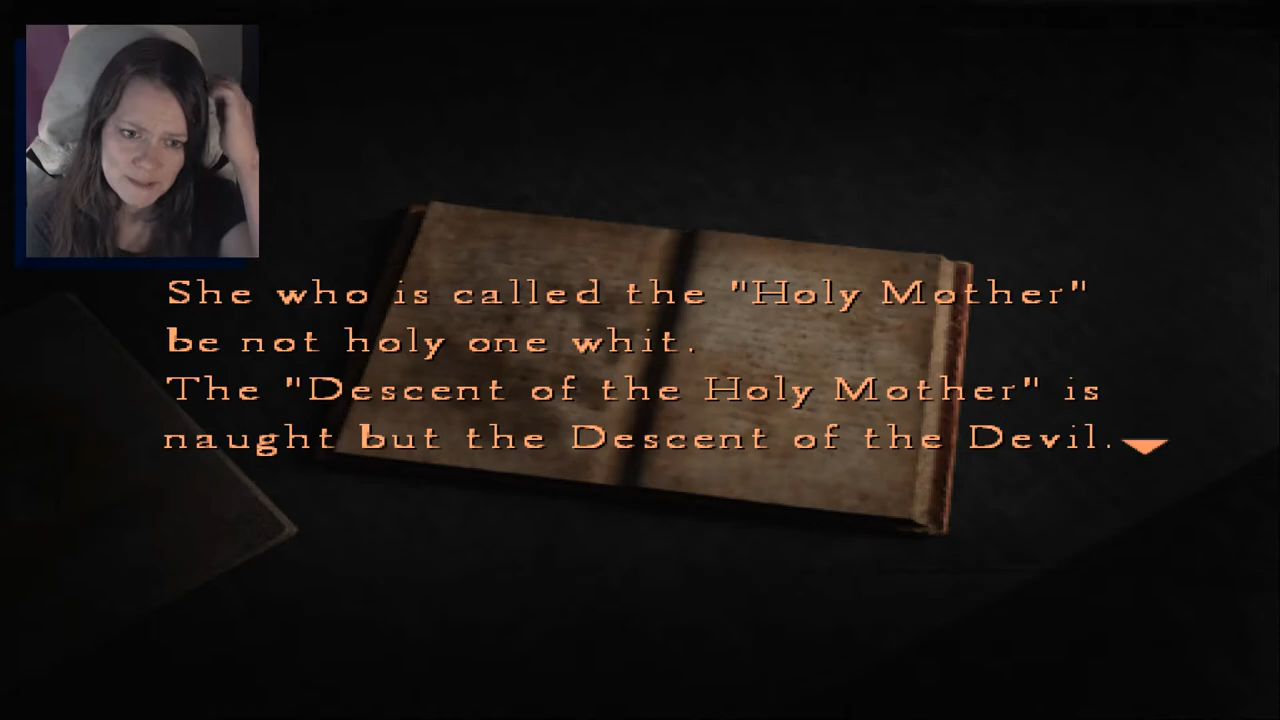 She who is called the "Holy Mother"
be not holy one whit.
The "Descent of the Holy Mother" is
naught but the Descent of the Devil.